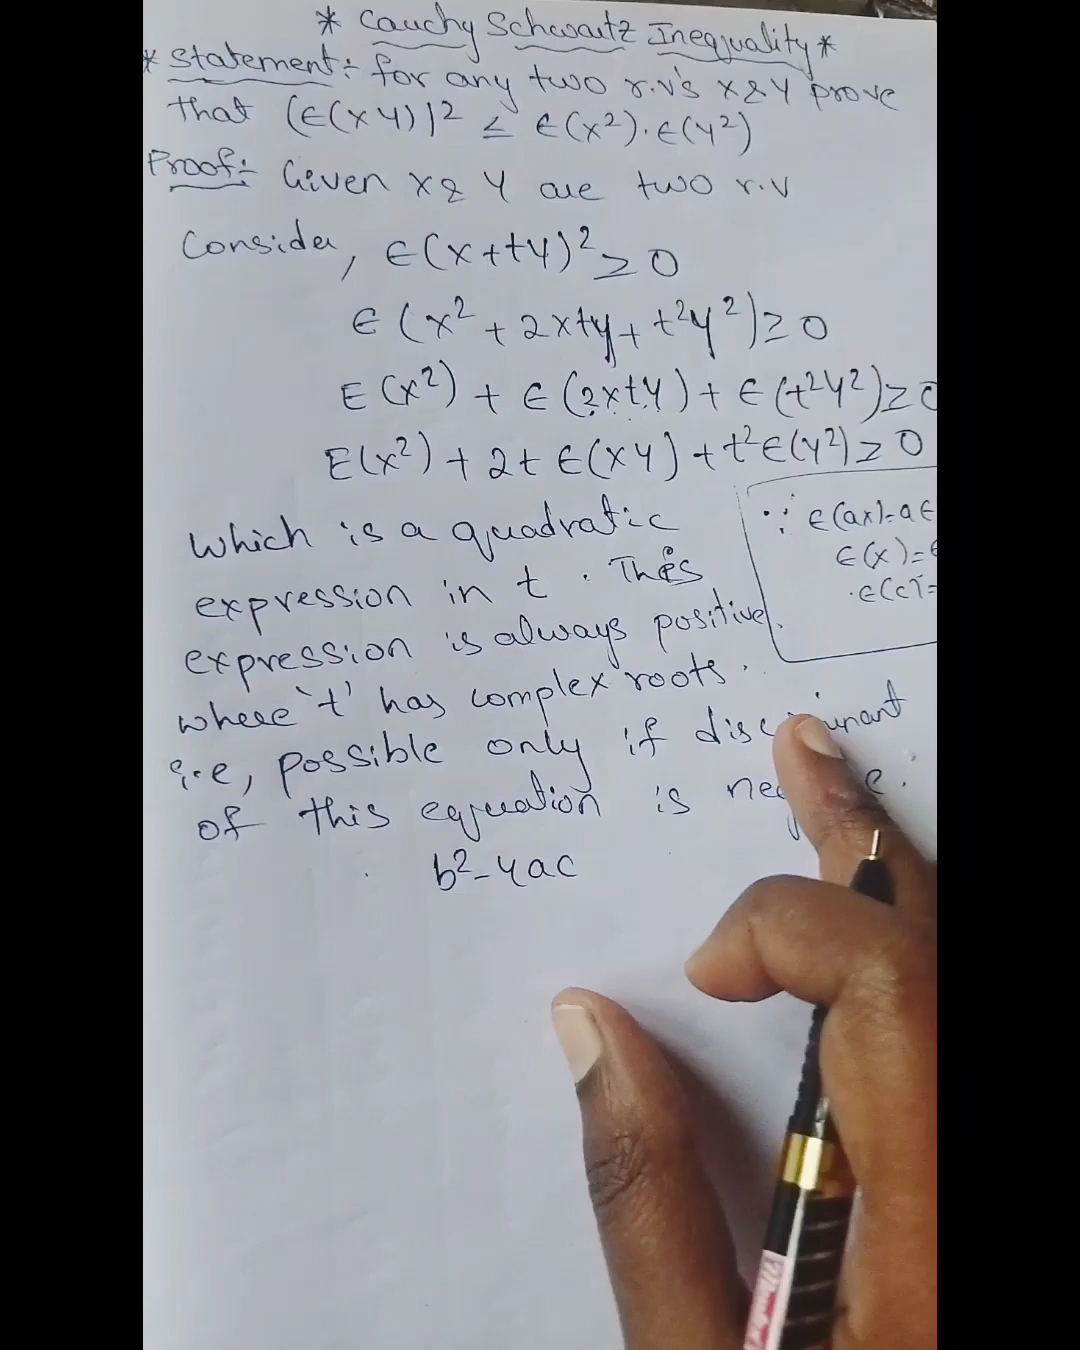 * Cauchy Schwartz Inequality *
* Statement:- for any two r.v's x & y prove
that (E(xy))² ≤ E(x²).E(y²)
Proof:- Given x & y are two r.v
Consider, E(x+ty)² ≥ 0
E(x² + 2xty + t²y²) ≥ 0
E(x²) + E(2xty) + E(t²y²) ≥ 0
E(x²) + 2t E(xy) + t²E(y²) ≥ 0
∵ E(ax)=aE
E(x)=
E(c)=
which is a quadratic
expression in t. This
expression is always positive.
where 't' has complex roots.
i.e, possible only if
of this equation is
b²-4ac